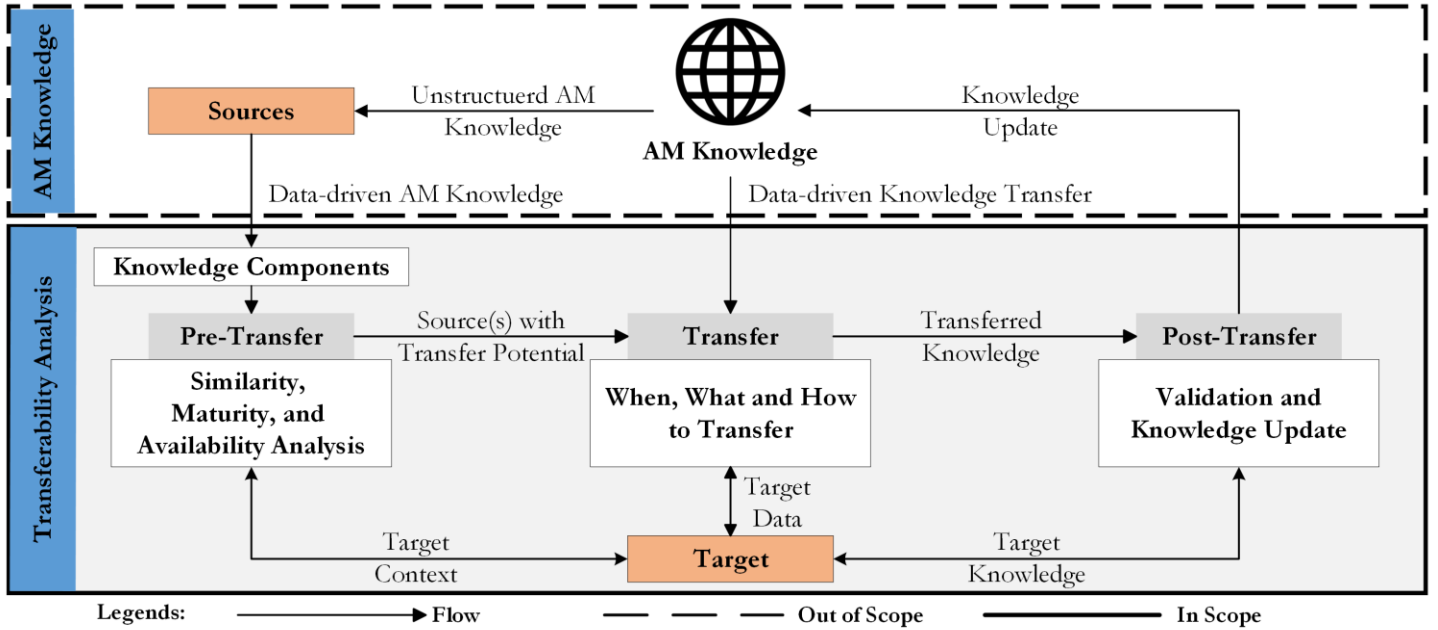 AM Knowledge
Sources
Unstructuerd AM
Knowledge
AM Knowledge
Knowledge
Update
Data-driven AM Knowledge
Data-driven Knowledge Transfer
Transferability Analysis
Knowledge Components
Pre-Transfer
Source(s) with
Transfer Potential
Transfer
Transferred
Knowledge
Post-Transfer
Similarity,
Maturity, and
Availability Analysis
When, What and How
to Transfer
Validation and
Knowledge Update
Target
Data
Target
Context
Target
Target
Knowledge
Legends:
Flow
Out of Scope
In Scope